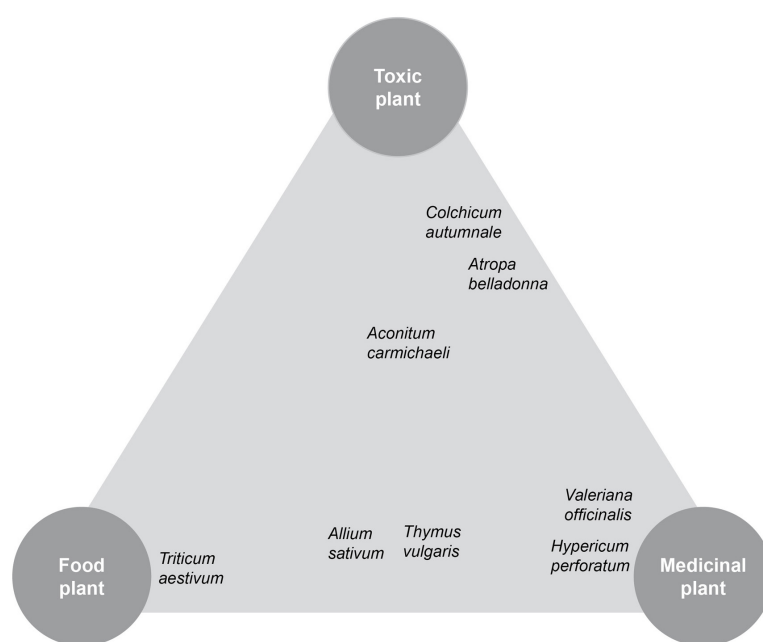 Toxic
plant
Colchicum
autumnale
Atropa
belladonna
Aconitum
carmichaeli
Valeriana
officinalis
Allium
sativum
Thymus
vulgaris
Hypericum
perforatum
Triticum
aestivum
Food
plant
Medicinal
plant